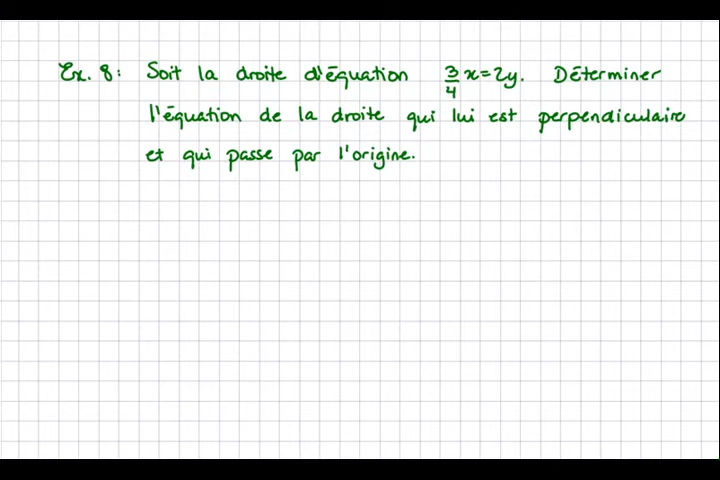 Ex. 8: Soit la droite d'équation 3/4 x = 2y. Déterminer
l'équation de la droite qui lui est perpendiculaire
et qui passe par l'origine.